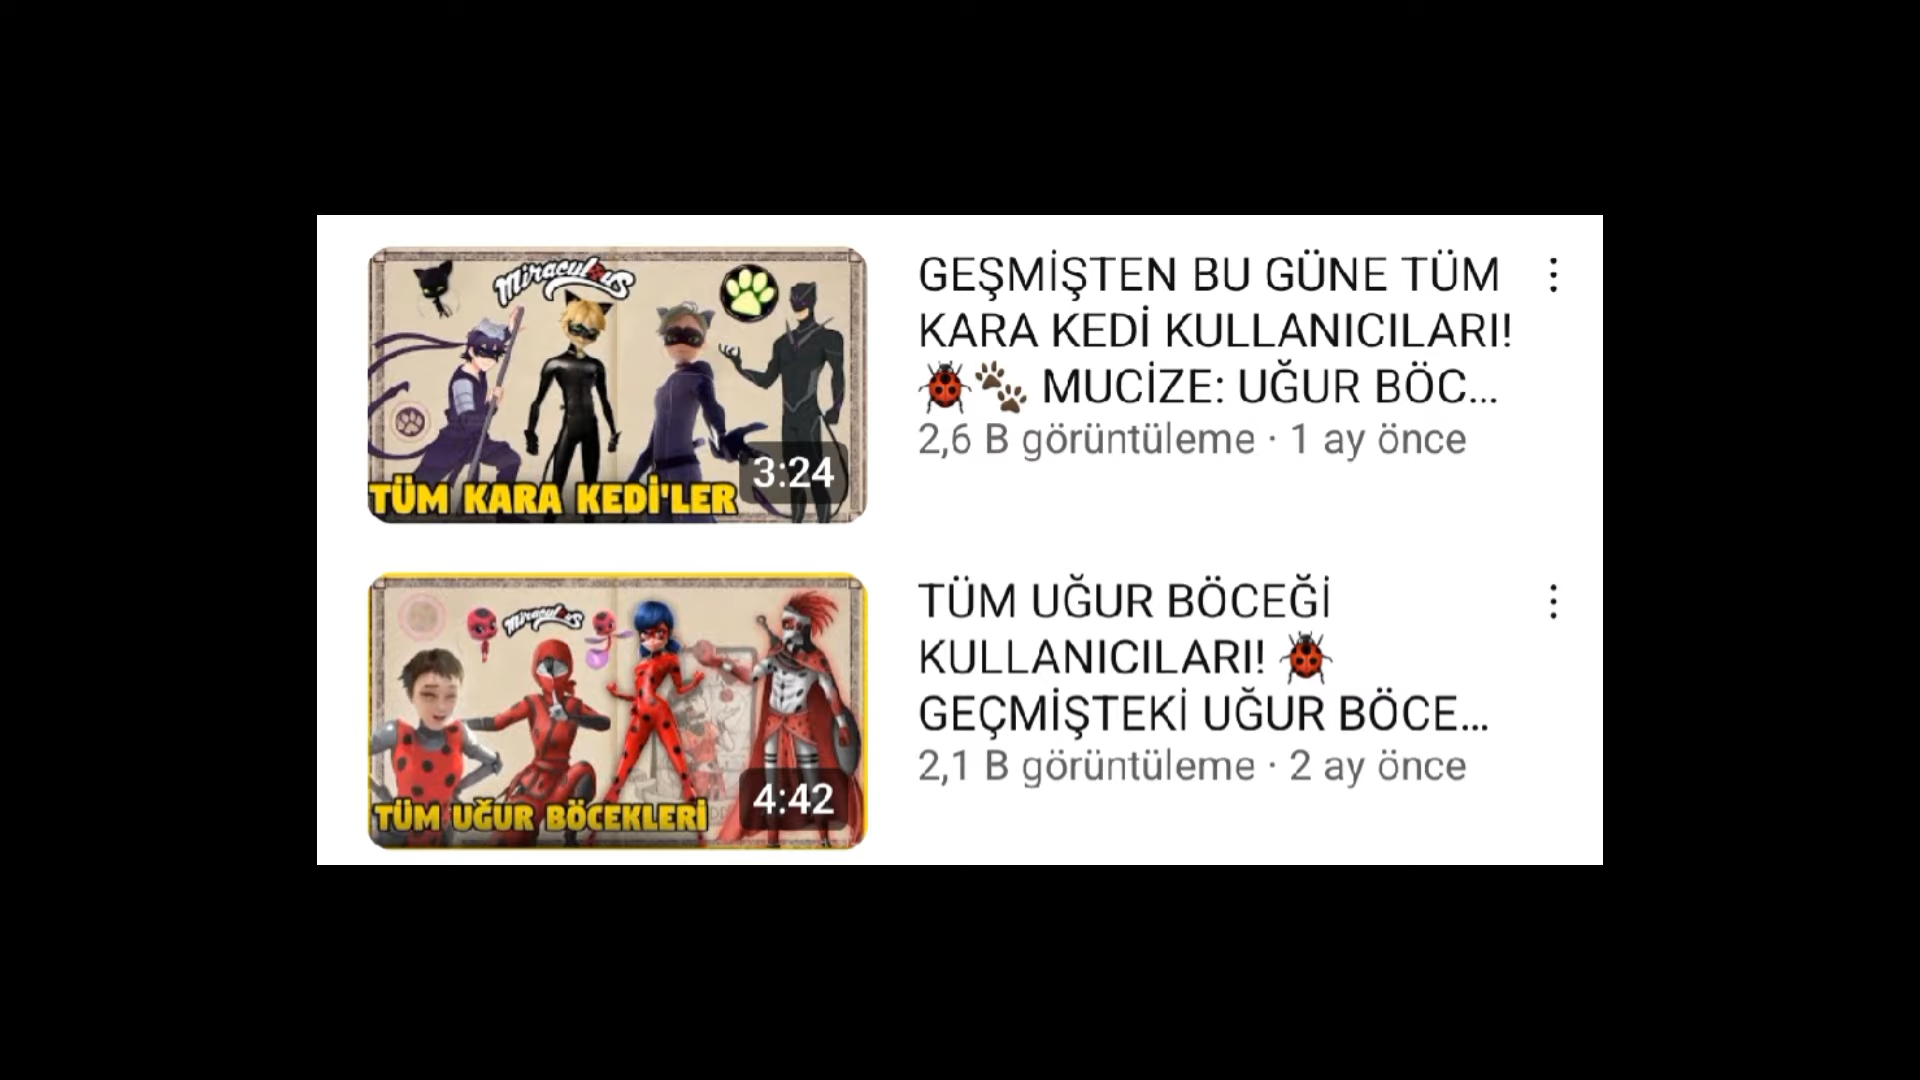 Miraculous
TÜM KARA KEDİ'LER
3:24
GEŞMİŞTEN BU GÜNE TÜM
KARA KEDİ KULLANICILARI!
🐞🐾 MUCİZE: UĞUR BÖC...
2,6 B görüntüleme · 1 ay önce
Miraculous
TÜM UĞUR BÖCEKLERİ
4:42
TÜM UĞUR BÖCEĞİ
KULLANICILARI! 🐞
GEÇMİŞTEKİ UĞUR BÖCE...
2,1 B görüntüleme · 2 ay önce